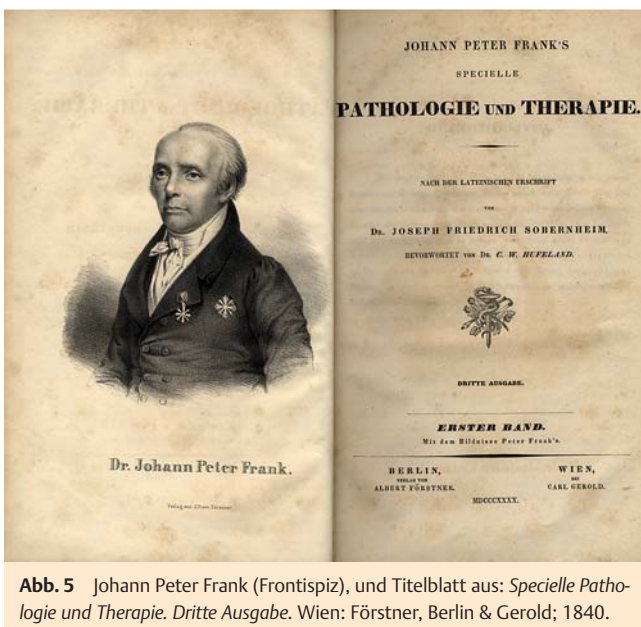 Dr. Johann Peter Frank.
JOHANN PETER FRANK'S
SPECIELLE
PATHOLOGIE UND THERAPIE.
NACH DER LATEINISCHEN URSCHRIFT
VON
DR. JOSEPH FRIEDRICH SOBERNHEIM,
BEVORWORTET VON DR. C. W. HUFELAND.
DRITTE AUSGABE.
ERSTER BAND.
Mit dem Bildnisse Peter Frank's.
BERLIN,
VERLAG VON
ALBERT FÖRSTNER.
WIEN,
BEI
CARL GEROLD.
MDCCCXXXX.
Abb. 5 Johann Peter Frank (Frontispiz), und Titelblatt aus: Specielle Patho-
logie und Therapie. Dritte Ausgabe. Wien: Förstner, Berlin & Gerold; 1840.